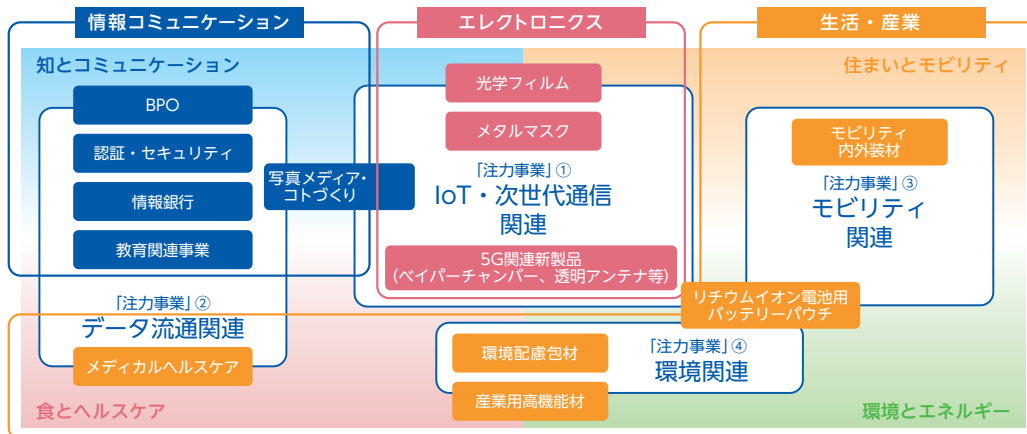 情報コミュニケーション
エレクトロニクス
生活・産業
知とコミュニケーション
住まいとモビリティ
BPO
認証・セキュリティ
情報銀行
教育関連事業
写真メディア・
コトづくり
光学フィルム
メタルマスク
「注力事業」①
IoT・次世代通信
関連
5G関連新製品
(ベイパーチャンバー、透明アンテナ等)
モビリティ
内外装材
「注力事業」③
モビリティ
関連
リチウムイオン電池用
バッテリーパウチ
「注力事業」②
データ流通関連
メディカルヘルスケア
環境配慮包材
「注力事業」④
環境関連
産業用高機能材
食とヘルスケア
環境とエネルギー